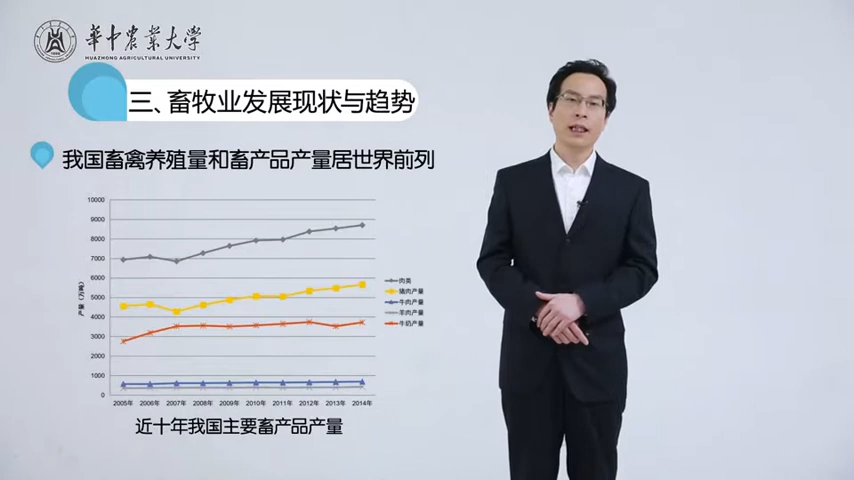 華中農業大学
HUAZHONG AGRICULTURAL UNIVERSITY
三、畜牧业发展现状与趋势
我国畜禽养殖量和畜产品产量居世界前列
10000
9000
8000
7000
6000
5000
4000
3000
2000
1000
0
产量（万吨）
2005年 2006年 2007年 2008年 2009年 2010年 2011年 2012年 2013年 2014年
肉类
猪肉产量
牛肉产量
羊肉产量
牛奶产量
近十年我国主要畜产品产量